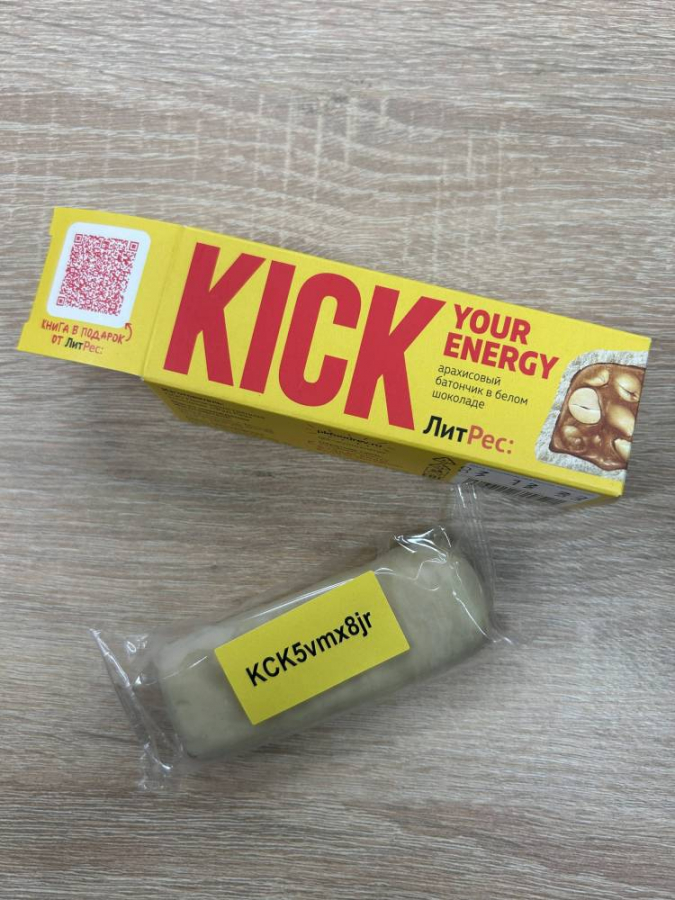 КНИГА В ПОДАРОК
ОТ ЛитРес:
KICK
YOUR
ENERGY
арахисовый
батончик в белом
шоколаде
ЛитРес:
KCK5vmx8jr